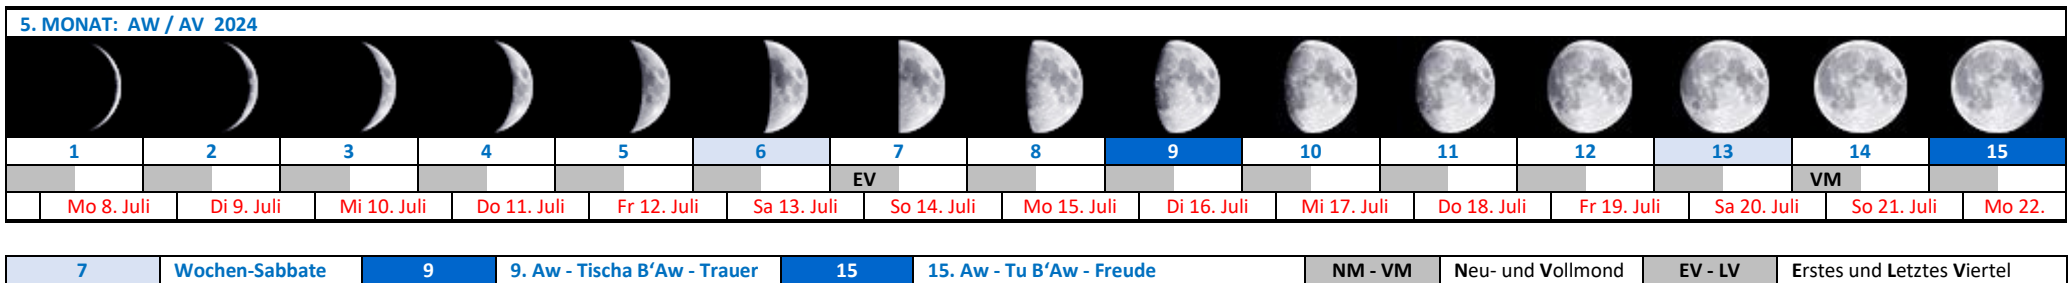 5. MONAT: AW / AV 2024
1 2 3 4 5 6 7 8 9 10 11 12 13 14 15
EV VM
Mo 8. Juli Di 9. Juli Mi 10. Juli Do 11. Juli Fr 12. Juli Sa 13. Juli So 14. Juli Mo 15. Juli Di 16. Juli Mi 17. Juli Do 18. Juli Fr 19. Juli Sa 20. Juli So 21. Juli Mo 22.
7 Wochen-Sabbate 9 9. Aw - Tischa B‘Aw - Trauer 15 15. Aw - Tu B‘Aw - Freude NM - VM Neu- und Vollmond EV - LV Erstes und Letztes Viertel